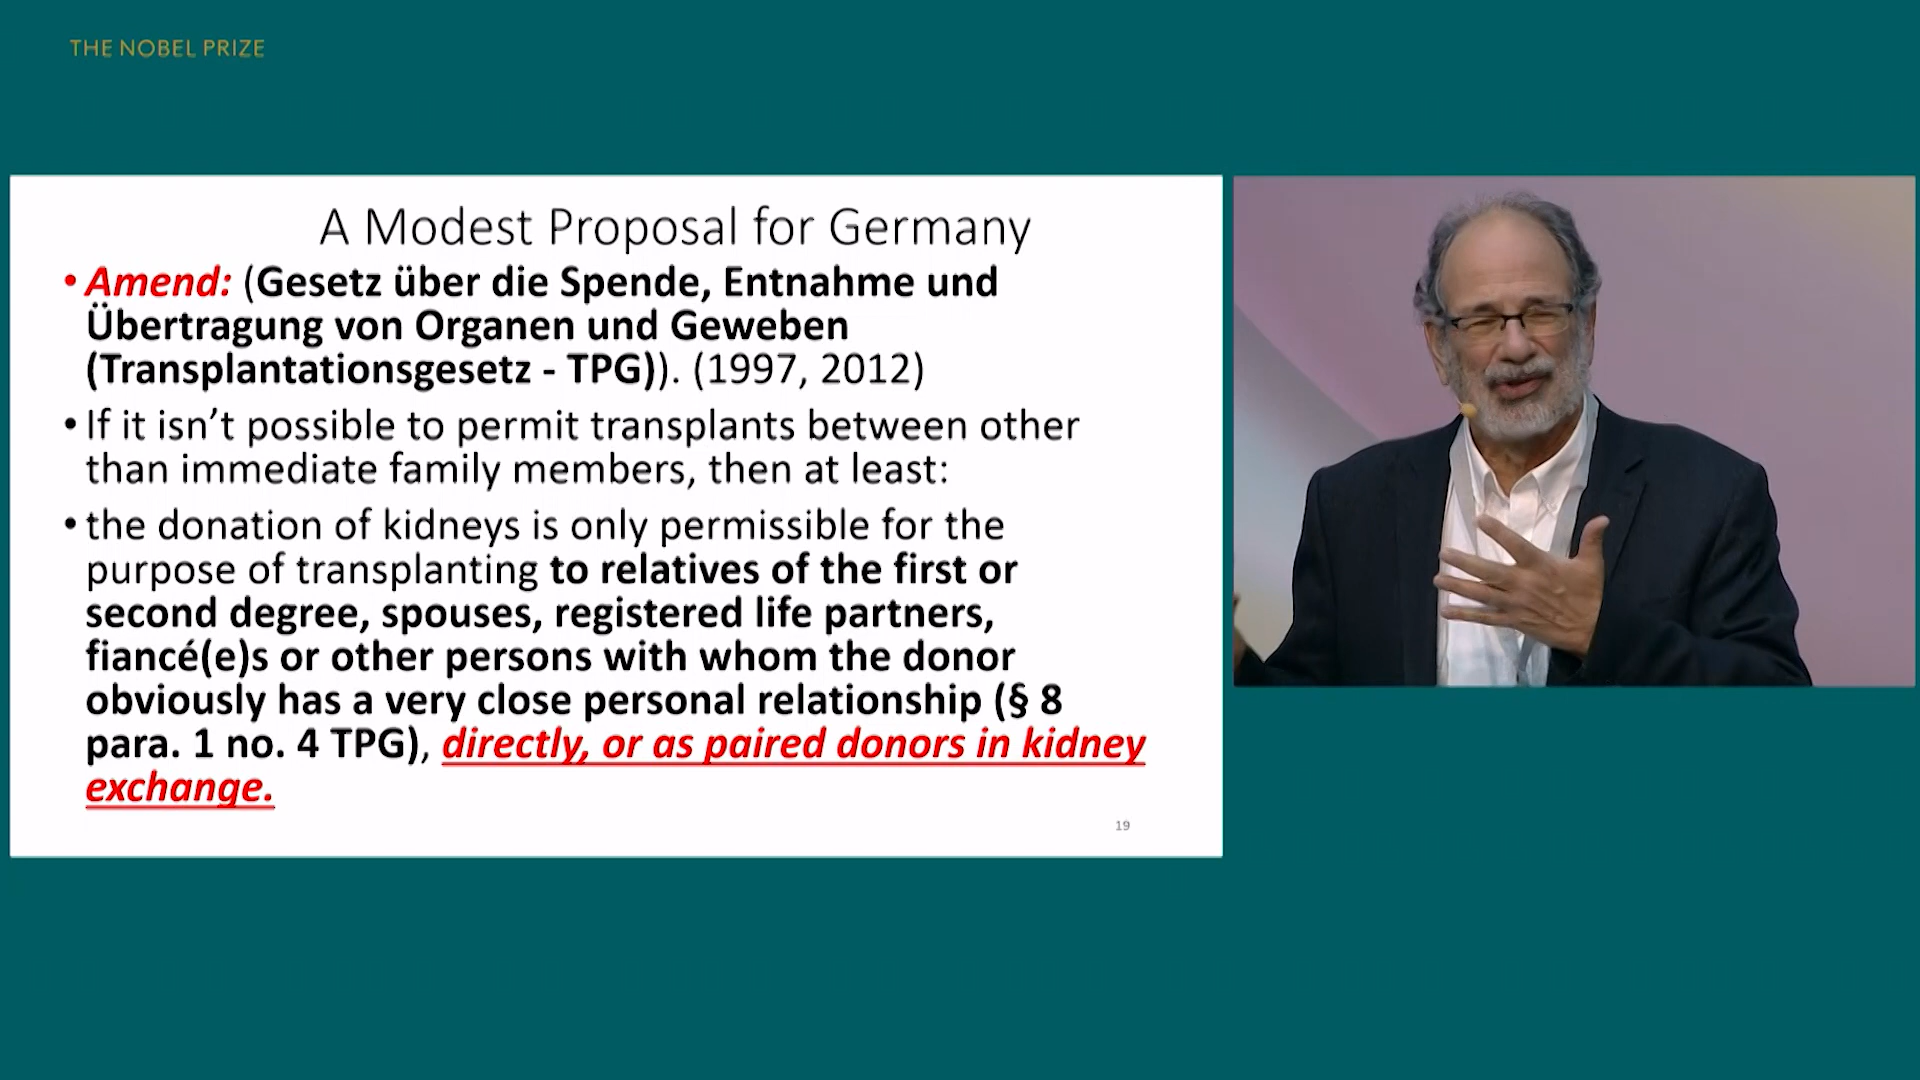 THE NOBEL PRIZE
A Modest Proposal for Germany
• Amend: (Gesetz über die Spende, Entnahme und
Übertragung von Organen und Geweben
(Transplantationsgesetz - TPG)). (1997, 2012)
• If it isn’t possible to permit transplants between other
than immediate family members, then at least:
• the donation of kidneys is only permissible for the
purpose of transplanting to relatives of the first or
second degree, spouses, registered life partners,
fiancé(e)s or other persons with whom the donor
obviously has a very close personal relationship (§ 8
para. 1 no. 4 TPG), directly, or as paired donors in kidney
exchange.
19